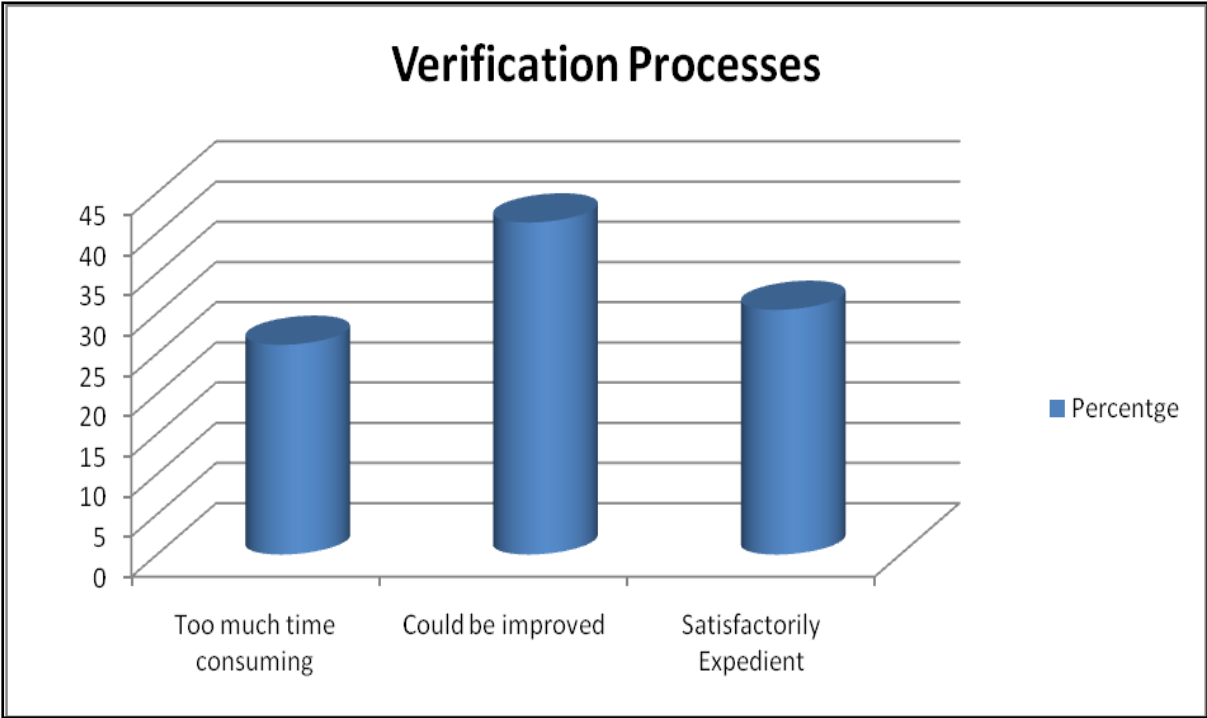 Verification Processes
45
40
35
30
25
20
15
10
5
0
Too much time
consuming
Could be improved
Satisfactorily
Expedient
Percentge